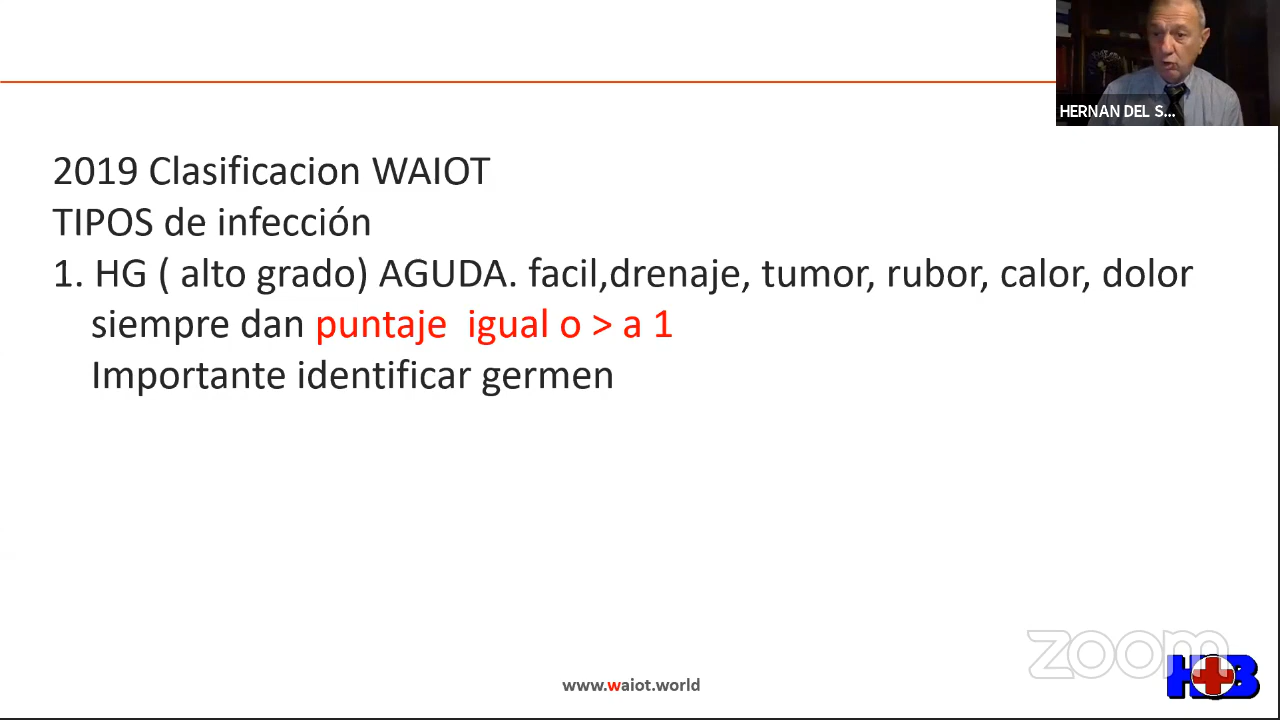 HERNAN DEL S...
2019 Clasificacion WAIOT
TIPOS de infección
1. HG ( alto grado) AGUDA. facil,drenaje, tumor, rubor, calor, dolor
siempre dan puntaje igual o > a 1
Importante identificar germen
zoom
www.waiot.world
HB